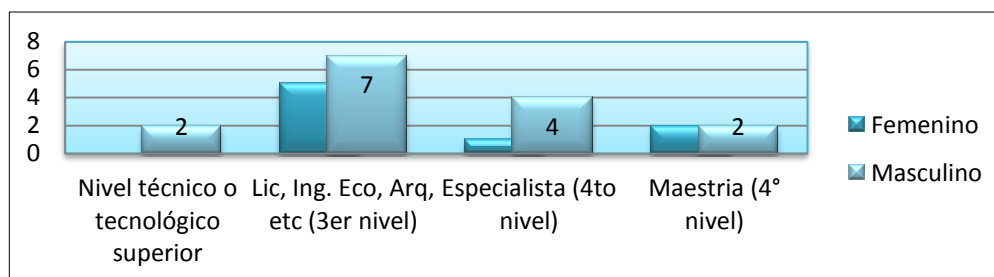 8
6
4
2
0
2
7
4
2
Nivel técnico o
tecnológico
superior
Lic, Ing. Eco, Arq,
etc (3er nivel)
Especialista (4to
nivel)
Maestria (4°
nivel)
Femenino
Masculino